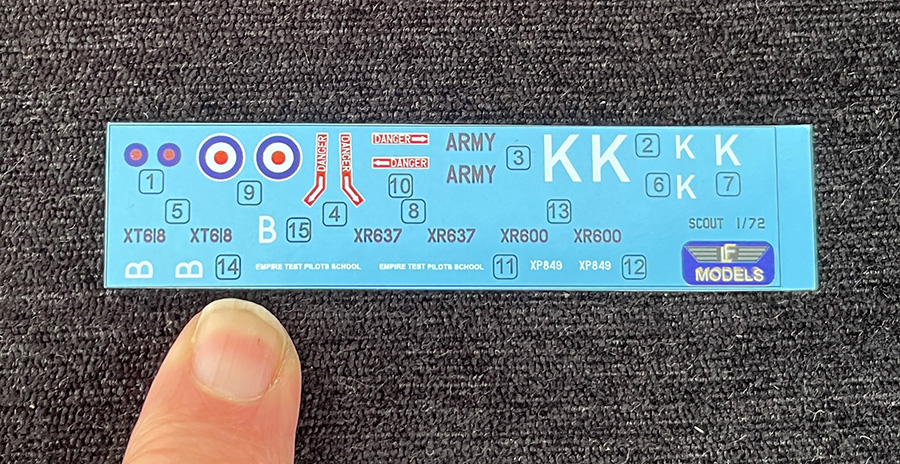 DANGER
DANGER
DANGER
DANGER
ARMY
ARMY
3
K K
2
K
K
K
1
9
10
6
7
5
4
8
13
XT618 XT618
B
15
XR637 XR637
XR600 XR600
SCOUT 1/72
B B
14
EMPIRE TEST PILOTS SCHOOL EMPIRE TEST PILOTS SCHOOL
11
XP849 XP849
12
LF
MODELS